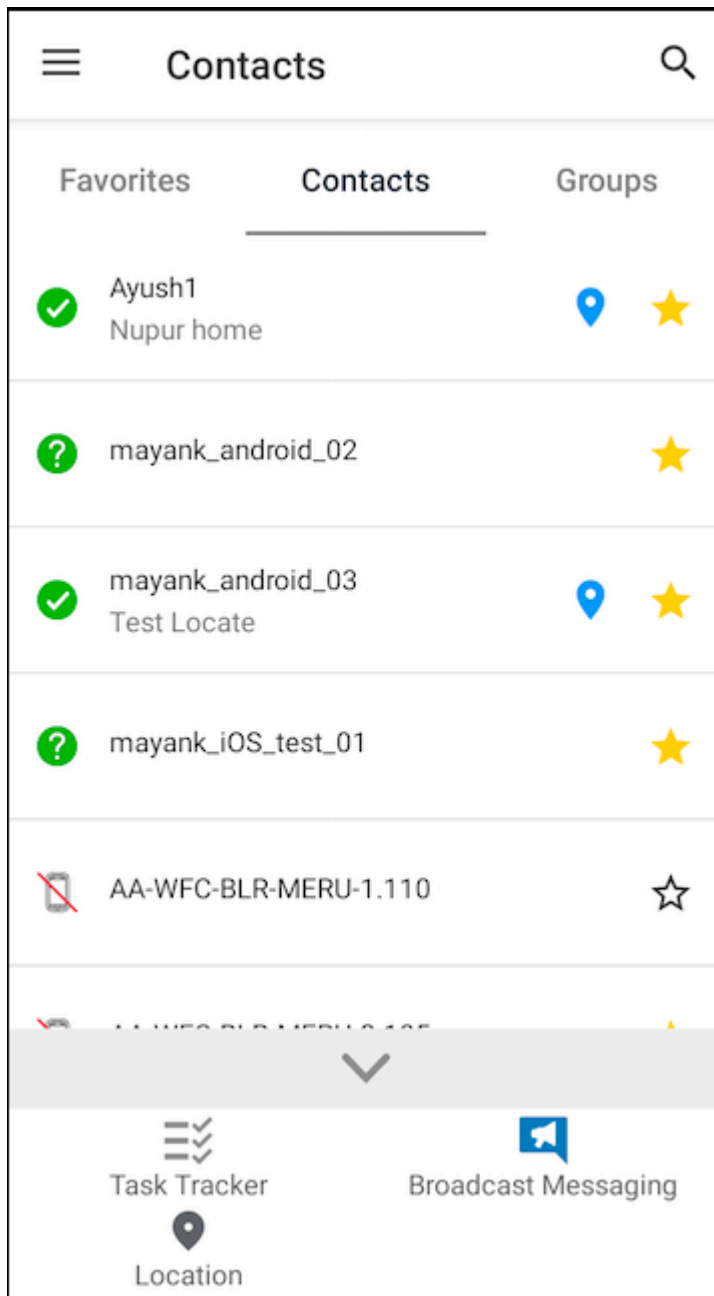 Contacts
Favorites Contacts Groups
Ayush1
Nupur home
mayank_android_02
mayank_android_03
Test Locate
mayank_iOS_test_01
AA-WFC-BLR-MERU-1.110
Task Tracker Broadcast Messaging
Location